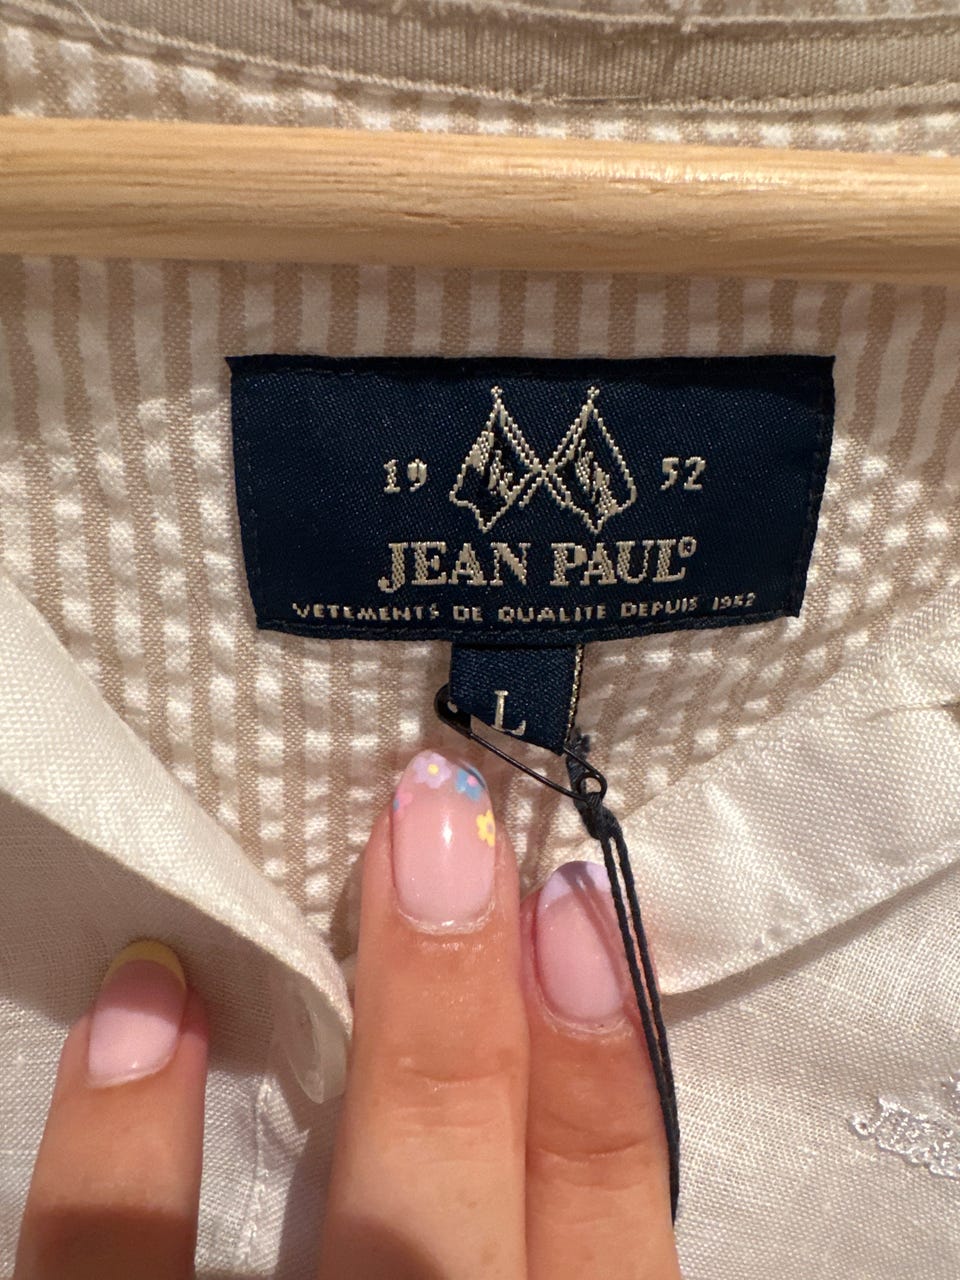 19 52
JEAN PAUL®
VETEMENTS DE QUALITE DEPUIS 1952
L